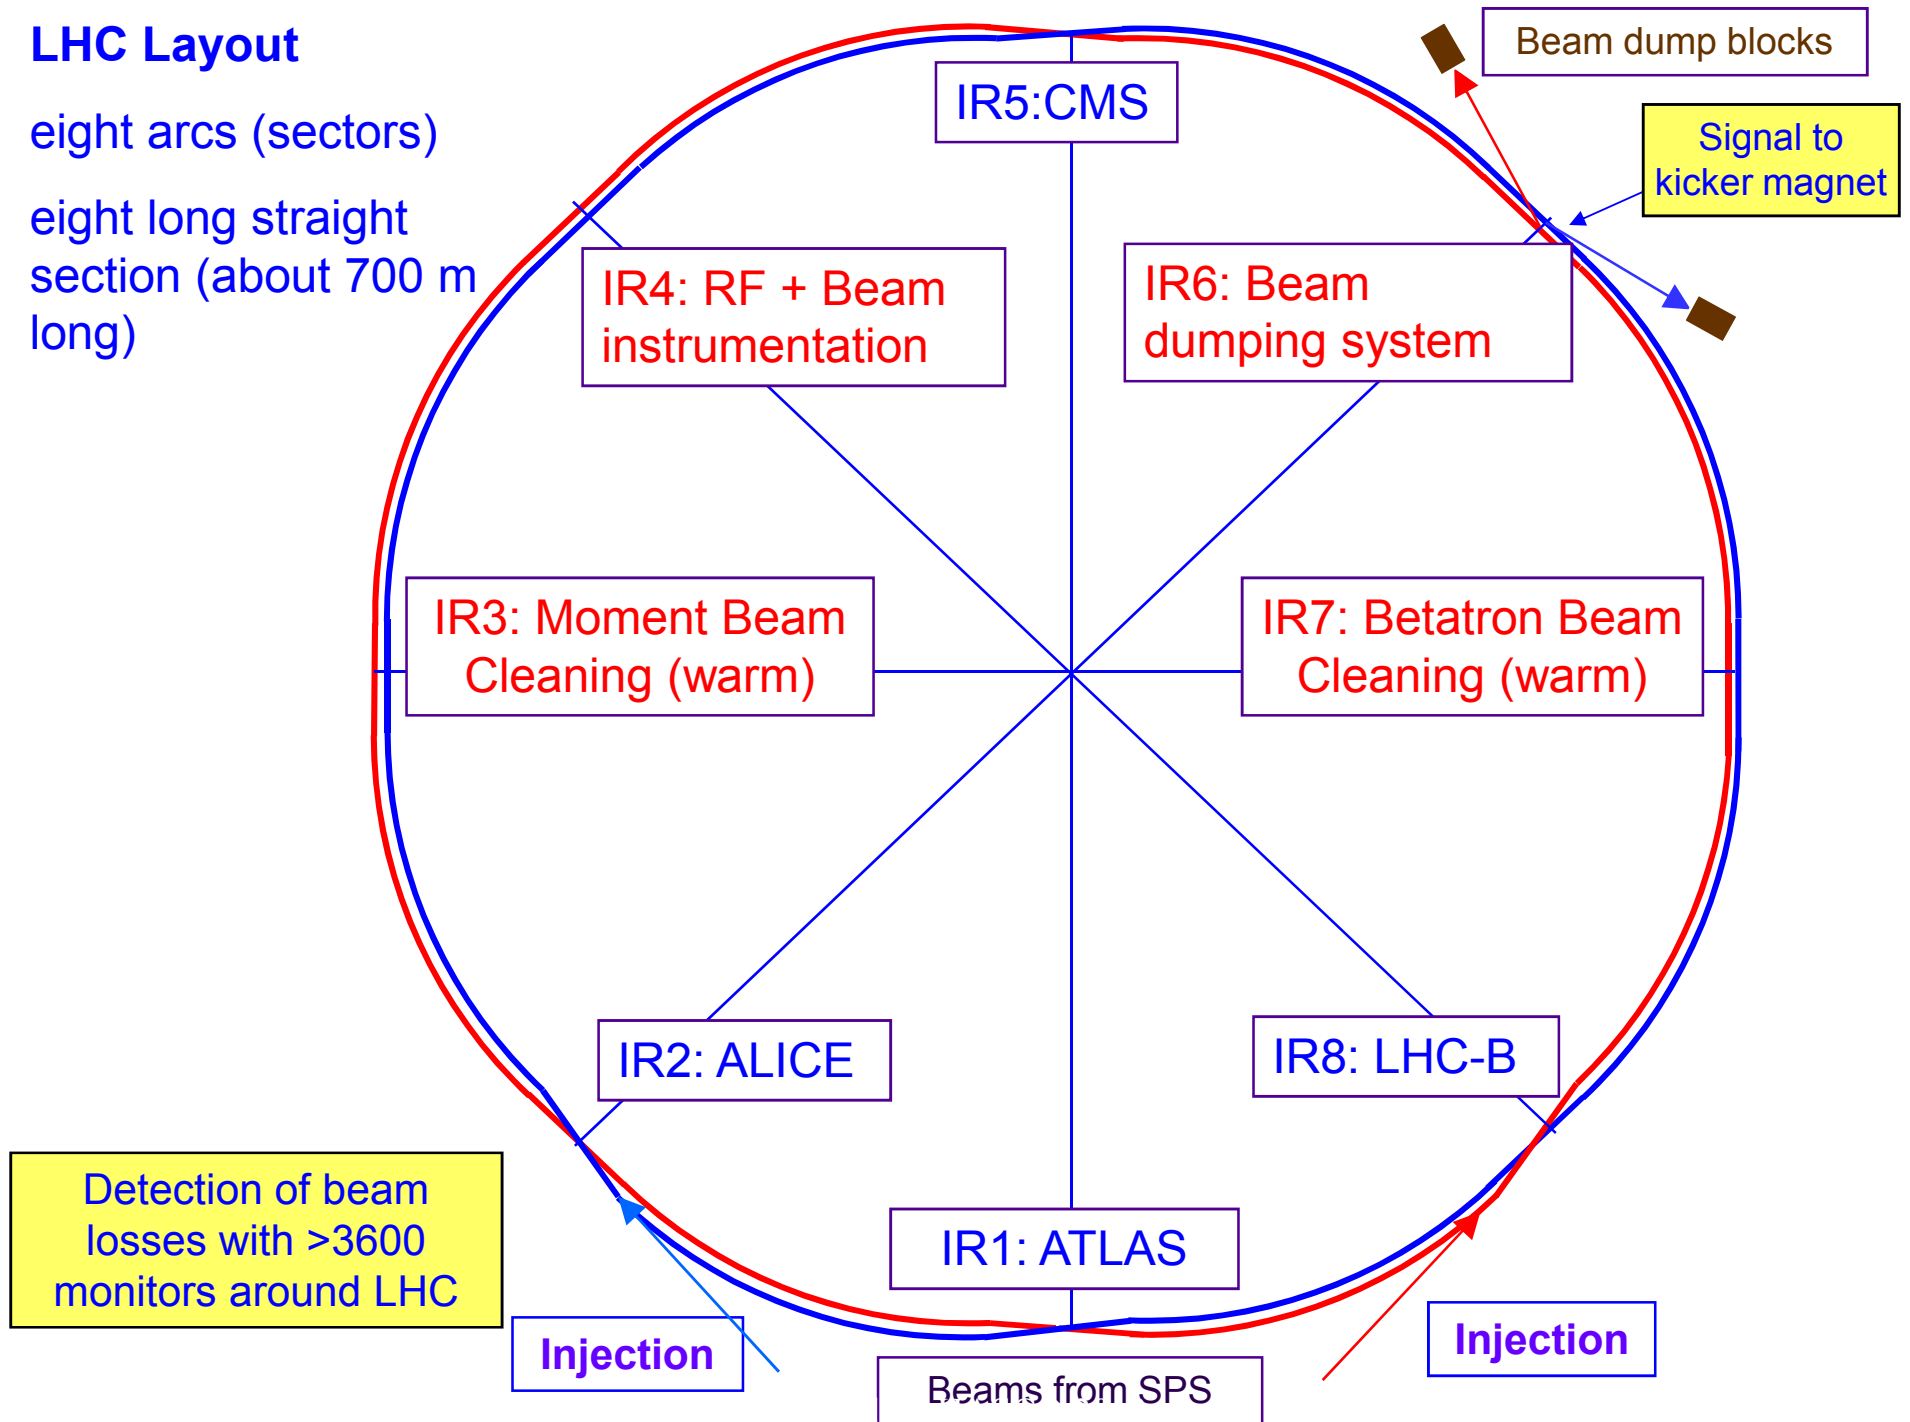 LHC Layout
eight arcs (sectors)
eight long straight
section (about 700 m
long)
IR5:CMS
Beam dump blocks
Signal to
kicker magnet
IR4: RF + Beam
instrumentation
IR6: Beam
dumping system
IR3: Moment Beam
Cleaning (warm)
IR7: Betatron Beam
Cleaning (warm)
IR2: ALICE
IR8: LHC-B
IR1: ATLAS
Detection of beam
losses with >3600
monitors around LHC
Injection
Injection
Beams from SPS